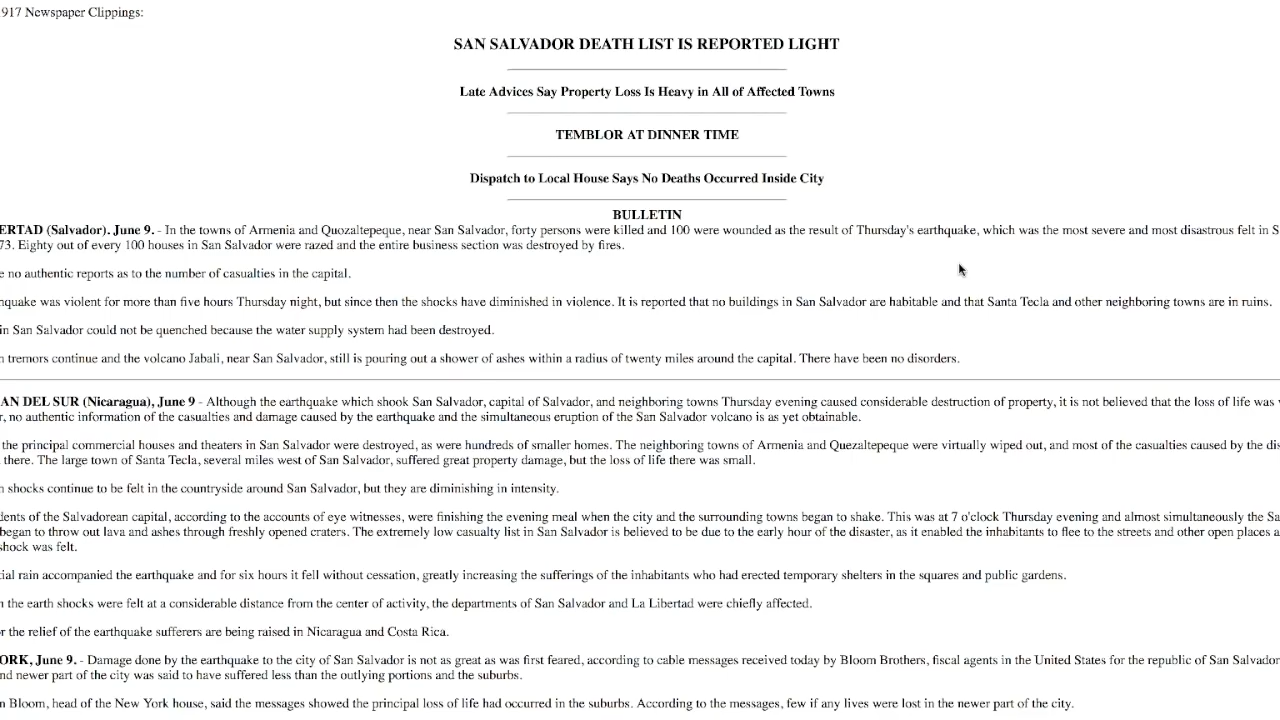 917 Newspaper Clippings:
SAN SALVADOR DEATH LIST IS REPORTED LIGHT
Late Advices Say Property Loss Is Heavy in All of Affected Towns
TEMBLOR AT DINNER TIME
Dispatch to Local House Says No Deaths Occurred Inside City
BULLETIN
ERTAD (Salvador). June 9. - In the towns of Armenia and Quozaltepeque, near San Salvador, forty persons were killed and 100 were wounded as the result of Thursday's earthquake, which was the most severe and most disastrous felt in S
73. Eighty out of every 100 houses in San Salvador were razed and the entire business section was destroyed by fires.
e no authentic reports as to the number of casualties in the capital.
hquake was violent for more than five hours Thursday night, but since then the shocks have diminished in violence. It is reported that no buildings in San Salvador are habitable and that Santa Tecla and other neighboring towns are in ruins.
in San Salvador could not be quenched because the water supply system had been destroyed.
h tremors continue and the volcano Jabali, near San Salvador, still is pouring out a shower of ashes within a radius of twenty miles around the capital. There have been no disorders.
AN DEL SUR (Nicaragua), June 9 - Although the earthquake which shook San Salvador, capital of Salvador, and neighboring towns Thursday evening caused considerable destruction of property, it is not believed that the loss of life was
r, no authentic information of the casualties and damage caused by the earthquake and the simultaneous eruption of the San Salvador volcano is as yet obtainable.
the principal commercial houses and theaters in San Salvador were destroyed, as were hundreds of smaller homes. The neighboring towns of Armenia and Quezaltepeque were virtually wiped out, and most of the casualties caused by the dis
there. The large town of Santa Tecla, several miles west of San Salvador, suffered great property damage, but the loss of life there was small.
h shocks continue to be felt in the countryside around San Salvador, but they are diminishing in intensity.
dents of the Salvadorean capital, according to the accounts of eye witnesses, were finishing the evening meal when the city and the surrounding towns began to shake. This was at 7 o'clock Thursday evening and almost simultaneously the Sa
began to throw out lava and ashes through freshly opened craters. The extremely low casualty list in San Salvador is believed to be due to the early hour of the disaster, as it enabled the inhabitants to flee to the streets and other open places a
shock was felt.
ial rain accompanied the earthquake and for six hours it fell without cessation, greatly increasing the sufferings of the inhabitants who had erected temporary shelters in the squares and public gardens.
h the earth shocks were felt at a considerable distance from the center of activity, the departments of San Salvador and La Libertad were chiefly affected.
r the relief of the earthquake sufferers are being raised in Nicaragua and Costa Rica.
ORK, June 9. - Damage done by the earthquake to the city of San Salvador is not as great as was first feared, according to cable messages received today by Bloom Brothers, fiscal agents in the United States for the republic of San Salvador
nd newer part of the city was said to have suffered less than the outlying portions and the suburbs.
n Bloom, head of the New York house, said the messages showed the principal loss of life had occurred in the suburbs. According to the messages, few if any lives were lost in the newer part of the city.